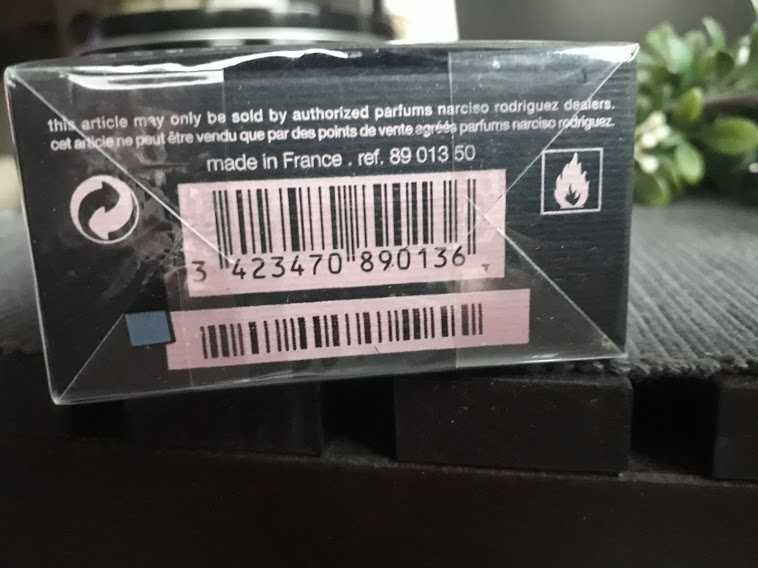 this article may only be sold by authorized parfums narciso rodriguez dealers.
cet article ne peut être vendu que par des points de vente agréés parfums narciso rodriguez.
made in France . ref. 89 013 50
3 423470 890136